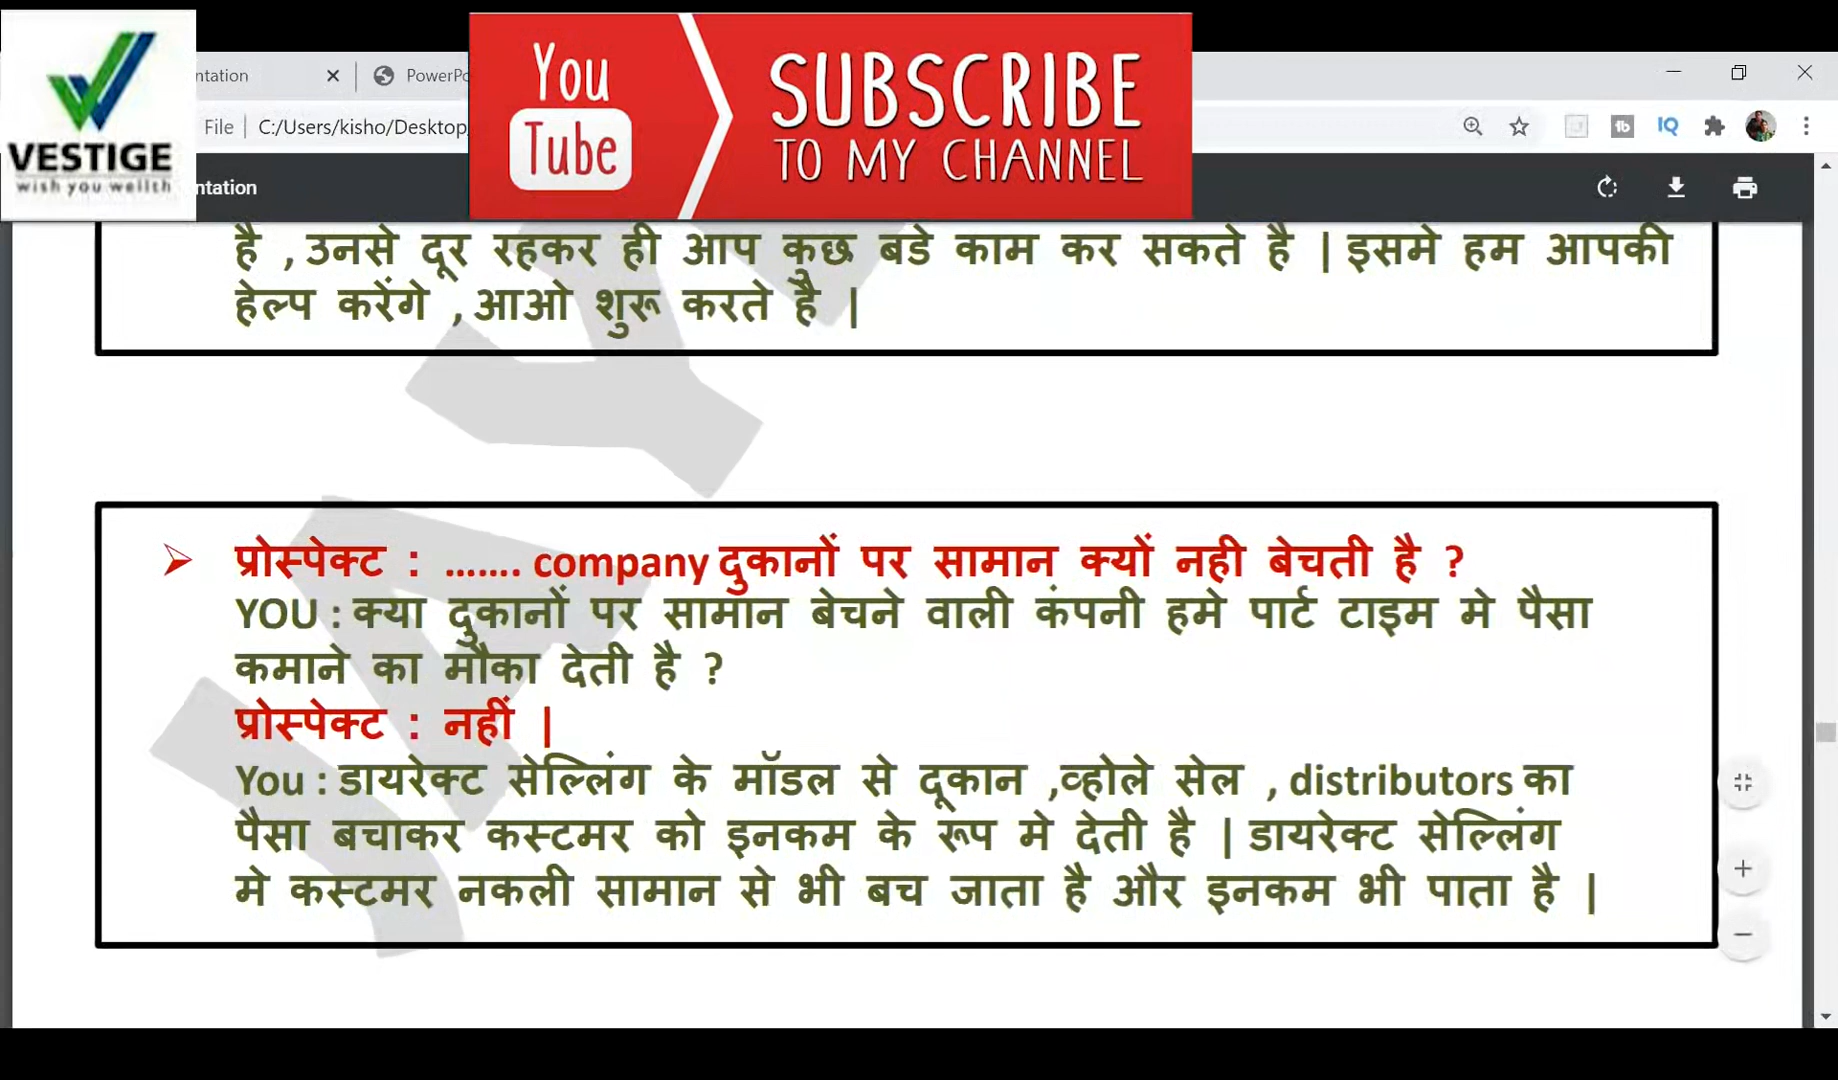 VESTIGE
wish you wellth
ntation
PowerPo
You
Tube
SUBSCRIBE
TO MY CHANNEL
File
C:/Users/kisho/Desktop
IQ
ntation
है , उनसे दूर रहकर ही आप कुछ बडे काम कर सकते है | इसमे हम आपकी
हेल्प करेंगे , आओ शुरू करते है |
प्रोस्पेक्ट : ....... company दुकानों पर सामान क्यों नही बेचती है ?
YOU : क्या दुकानों पर सामान बेचने वाली कंपनी हमे पार्ट टाइम मे पैसा
कमाने का मौका देती है ?
प्रोस्पेक्ट : नहीं |
You : डायरेक्ट सेल्लिंग के मॉडल से दूकान ,व्होले सेल , distributors का
पैसा बचाकर कस्टमर को इनकम के रूप मे देती है | डायरेक्ट सेल्लिंग
मे कस्टमर नकली सामान से भी बच जाता है और इनकम भी पाता है |